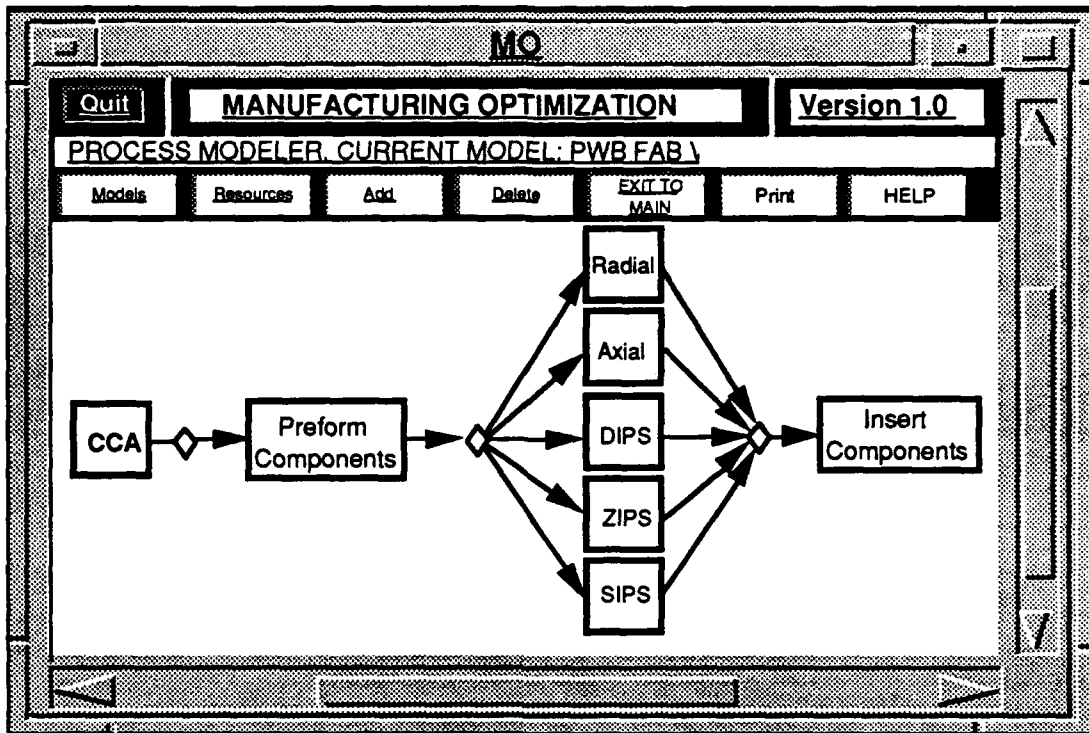 MO
Quit MANUFACTURING OPTIMIZATION Version 1.0
PROCESS MODELER. CURRENT MODEL: PWB FAB \
Models Resources Add Delete EXIT TO MAIN Print HELP
Radial
Axial
CCA Preform Components DIPS Insert Components
ZIPS
SIPS